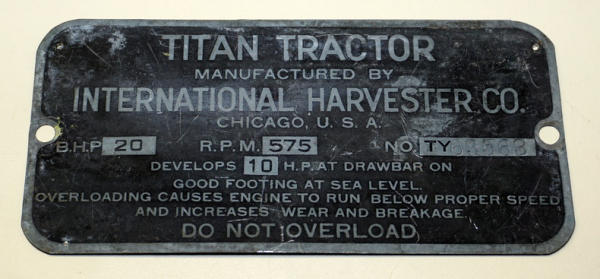 TITAN TRACTOR
MANUFACTURED BY
INTERNATIONAL HARVESTER CO.
CHICAGO, U. S. A.
B.H.P 20 R.P.M. 575 NO. TY
DEVELOPS 10 H.P. AT DRAWBAR ON
GOOD FOOTING AT SEA LEVEL.
OVERLOADING CAUSES ENGINE TO RUN BELOW PROPER SPEED
AND INCREASES WEAR AND BREAKAGE.
DO NOT OVERLOAD